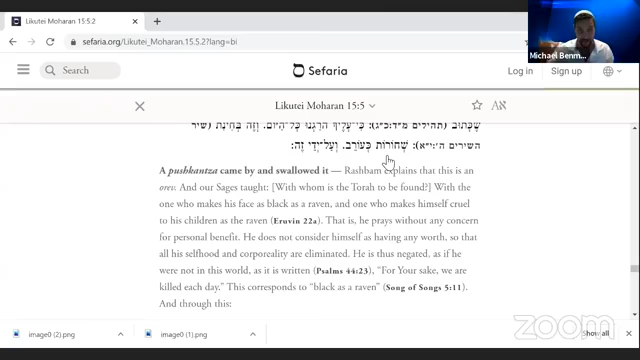 Likutei Moharan 15:5.2
sefaria.org/Likutei_Moharan.15.5.2?lang=bi
Michael Benm...
Search
Sefaria
Log in
Sign up
Likutei Moharan 15:5
שֶׁכָּתוּב (תהילים מ"ד:כ"ג): כִּי־עָלֶיךָ הֹרַגְנוּ כָל־הַיּוֹם. וְזֶה בְּחִינַת (שיר
השירים ה':י"א): שְׁחוֹרוֹת כָּעוֹרֵב. וְעַל־יְדֵי זֶה:
A pushkantza came by and swallowed it — Rashbam explains that this is an
orev. And our Sages taught: [With whom is the Torah to be found?] With the
one who makes his face as black as a raven, and one who makes himself cruel
to his children as the raven (Eruvin 22a). That is, he prays without any concern
for personal benefit. He does not consider himself as having any worth, so that
all his selfhood and corporeality are eliminated. He is thus negated, as if he
were not in this world, as it is written (Psalms 44:23), “For Your sake, we are
killed each day.” This corresponds to “black as a raven” (Song of Songs 5:11).
And through this:
image0 (2).png
image0 (1).png
Show all
zoom